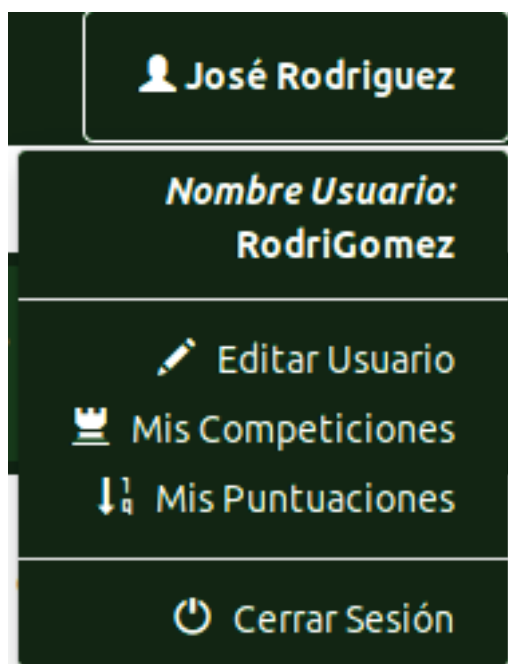 José Rodriguez
Nombre Usuario:
RodriGomez
Editar Usuario
Mis Competiciones
Mis Puntuaciones
Cerrar Sesión